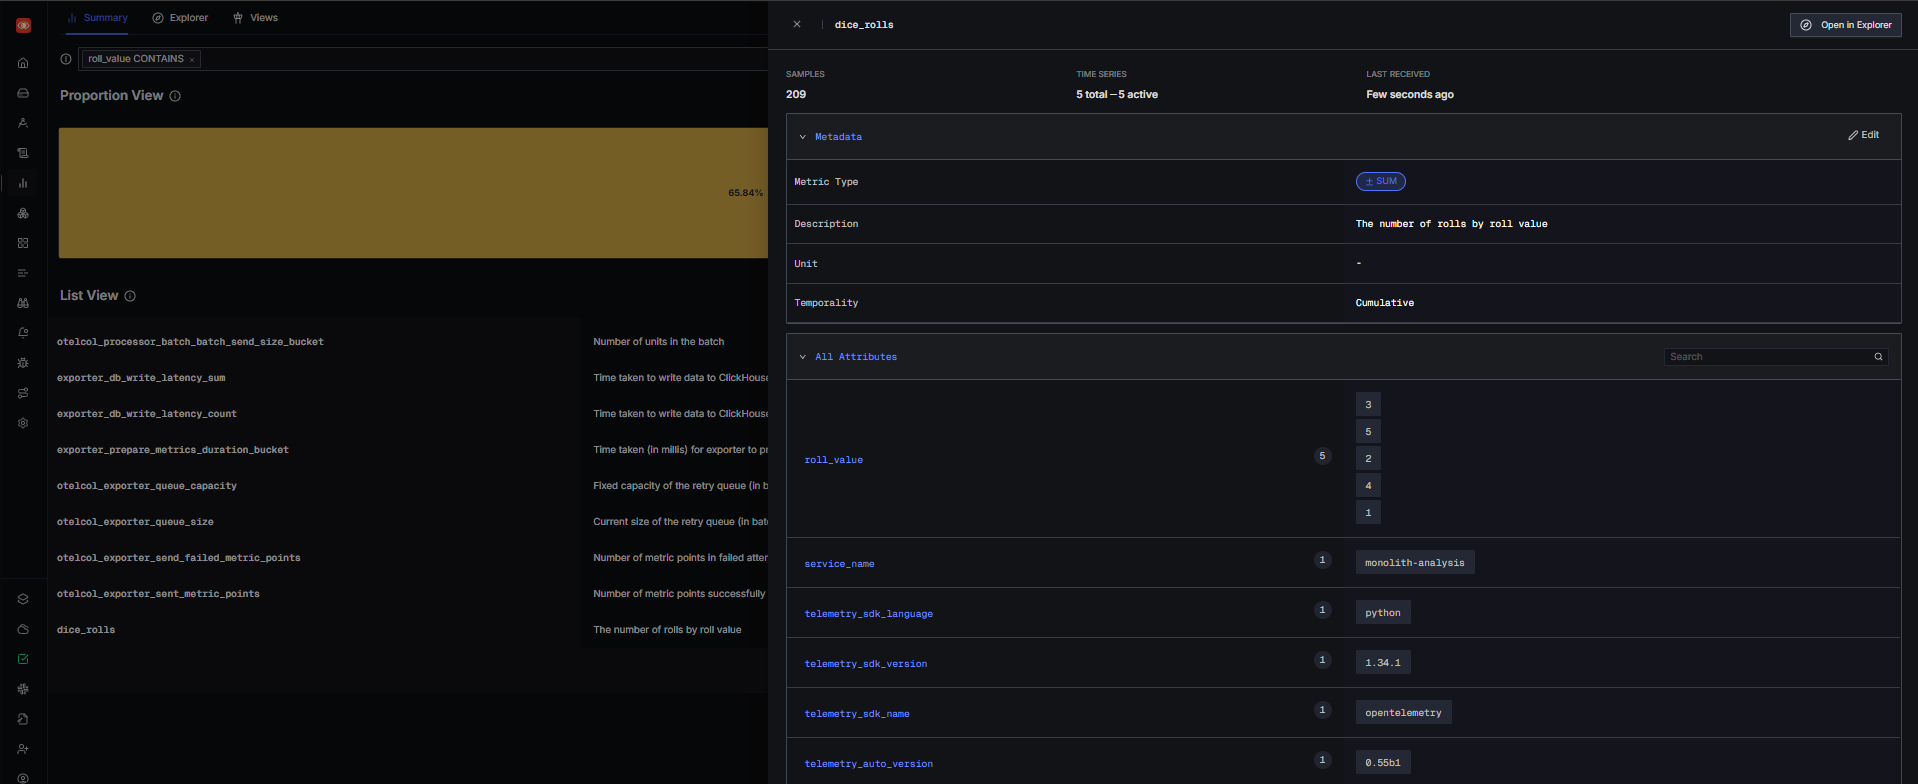 Summary
Explorer
Views
roll_value CONTAINS ×
Proportion View
65.84%
List View
otelcol_processor_batch_batch_send_size_bucket Number of units in the batch
exporter_db_write_latency_sum Time taken to write data to ClickHouse
exporter_db_write_latency_count Time taken to write data to ClickHouse
exporter_prepare_metrics_duration_bucket Time taken (in millis) for exporter to pr
otelcol_exporter_queue_capacity Fixed capacity of the retry queue (in b
otelcol_exporter_queue_size Current size of the retry queue (in batc
otelcol_exporter_send_failed_metric_points Number of metric points in failed atter
otelcol_exporter_sent_metric_points Number of metric points successfully
dice_rolls The number of rolls by roll value
dice_rolls
Open in Explorer
SAMPLES TIME SERIES LAST RECEIVED
209 5 total — 5 active Few seconds ago
Metadata Edit
Metric Type SUM
Description The number of rolls by roll value
Unit -
Temporality Cumulative
All Attributes Search
roll_value 5
3
5
2
4
1
service_name 1 monolith-analysis
telemetry_sdk_language 1 python
telemetry_sdk_version 1 1.34.1
telemetry_sdk_name 1 opentelemetry
telemetry_auto_version 1 0.55b1